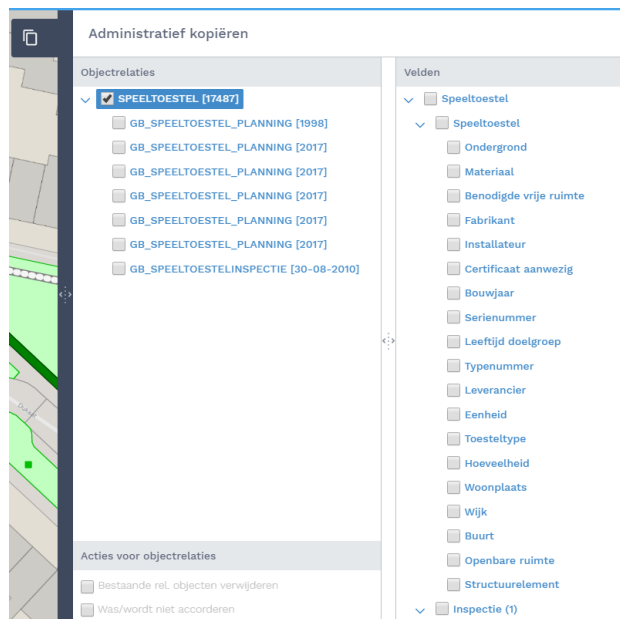 Administratief kopiëren
Objectrelaties
SPEELTOESTEL [17487]
GB_SPEELTOESTEL_PLANNING [1998]
GB_SPEELTOESTEL_PLANNING [2017]
GB_SPEELTOESTEL_PLANNING [2017]
GB_SPEELTOESTEL_PLANNING [2017]
GB_SPEELTOESTEL_PLANNING [2017]
GB_SPEELTOESTEL_PLANNING [2017]
GB_SPEELTOESTELINSPECTIE [30-08-2010]
Acties voor objectrelaties
Bestaande rel. objecten verwijderen
Was/wordt niet accorderen
Velden
Speeltoestel
Speeltoestel
Ondergrond
Materiaal
Benodigde vrije ruimte
Fabrikant
Installateur
Certificaat aanwezig
Bouwjaar
Serienummer
Leeftijd doelgroep
Typenummer
Leverancier
Eenheid
Toesteltype
Hoeveelheid
Woonplaats
Wijk
Buurt
Openbare ruimte
Structuurelement
Inspectie (1)